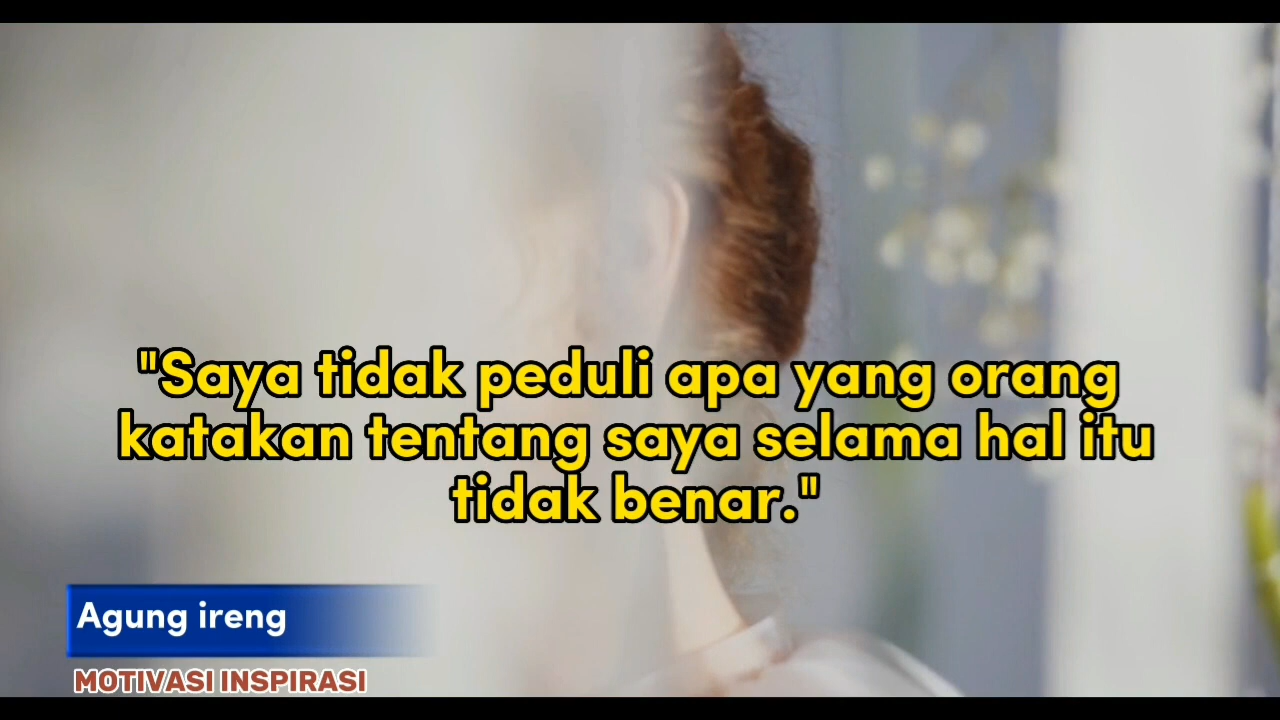 "Saya tidak peduli apa yang orang
katakan tentang saya selama hal itu
tidak benar."
Agung ireng
MOTIVASI INSPIRASI